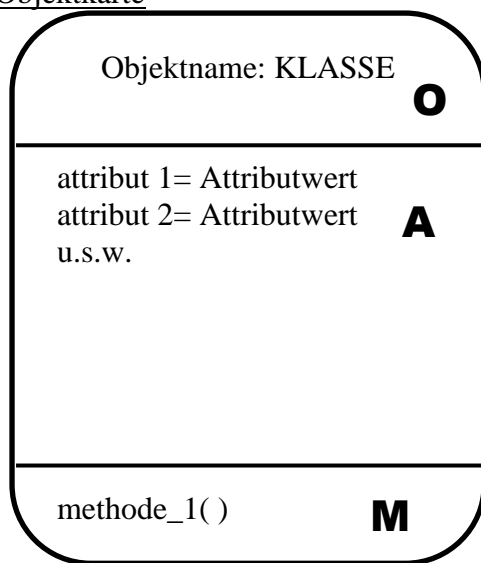 Objektkarte
Objektname: KLASSE
O
attribut 1= Attributwert
attribut 2= Attributwert
A
u.s.w.
methode_1( )
M